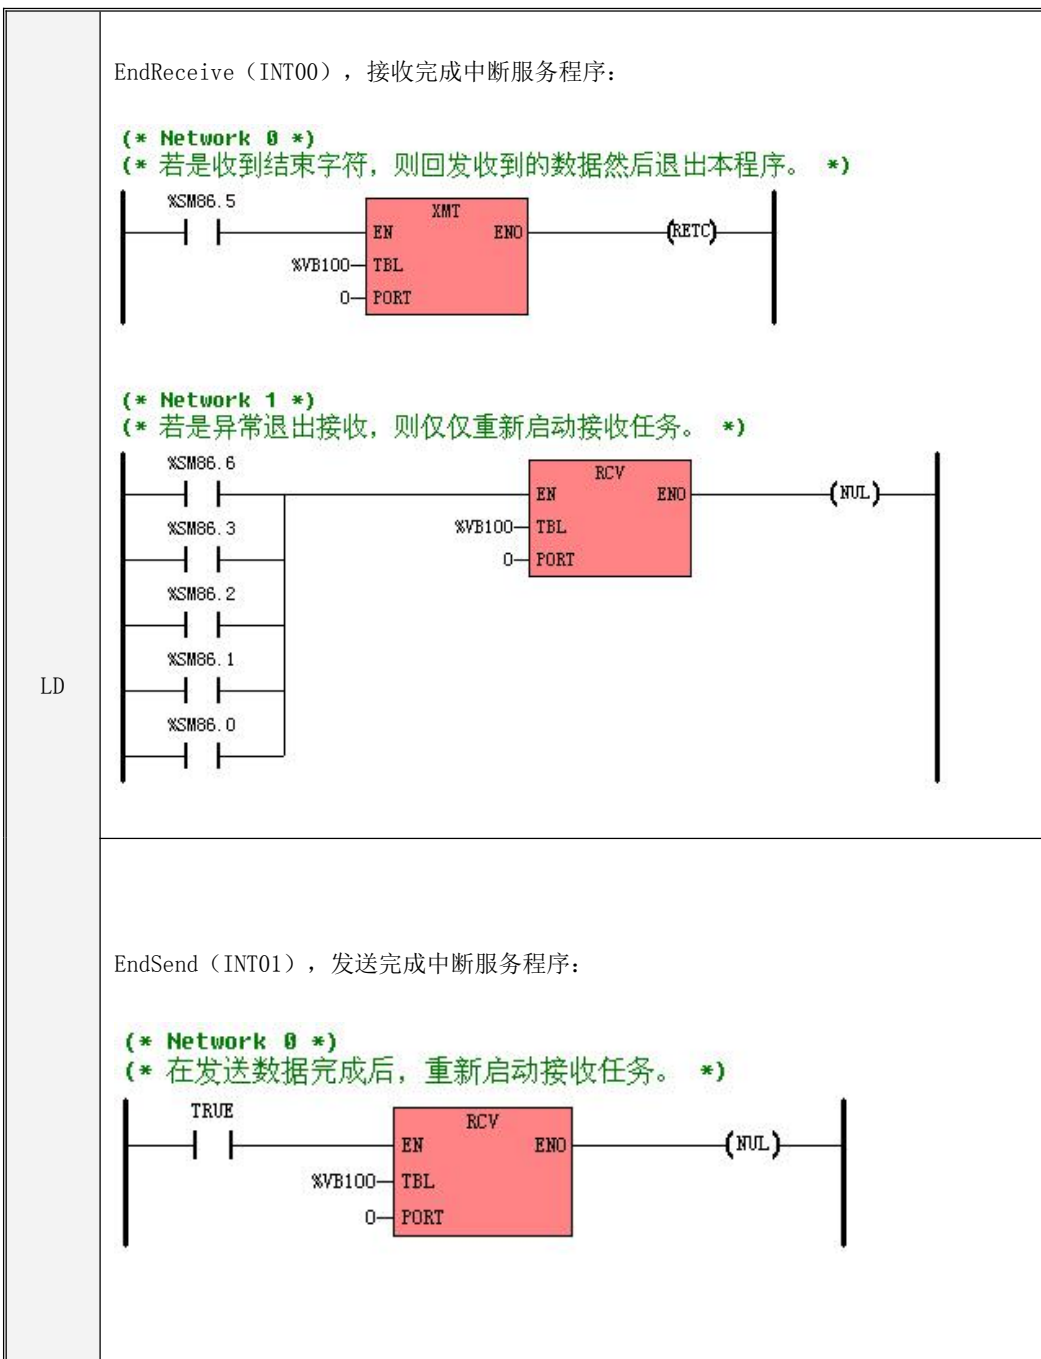 EndReceive（INT00），接收完成中断服务程序：
(* Network 0 *)
(* 若是收到结束字符，则回发收到的数据然后退出本程序。 *)
%SM86.5
XMT
EN ENO
(RETC)
%VB100 TBL
0 PORT
(* Network 1 *)
(* 若是异常退出接收，则仅仅重新启动接收任务。 *)
%SM86.6
RCV
EN ENO
(NUL)
%SM86.3
%VB100 TBL
0 PORT
%SM86.2
%SM86.1
LD
%SM86.0
EndSend（INT01），发送完成中断服务程序：
(* Network 0 *)
(* 在发送数据完成后，重新启动接收任务。 *)
TRUE
RCV
EN ENO
(NUL)
%VB100 TBL
0 PORT